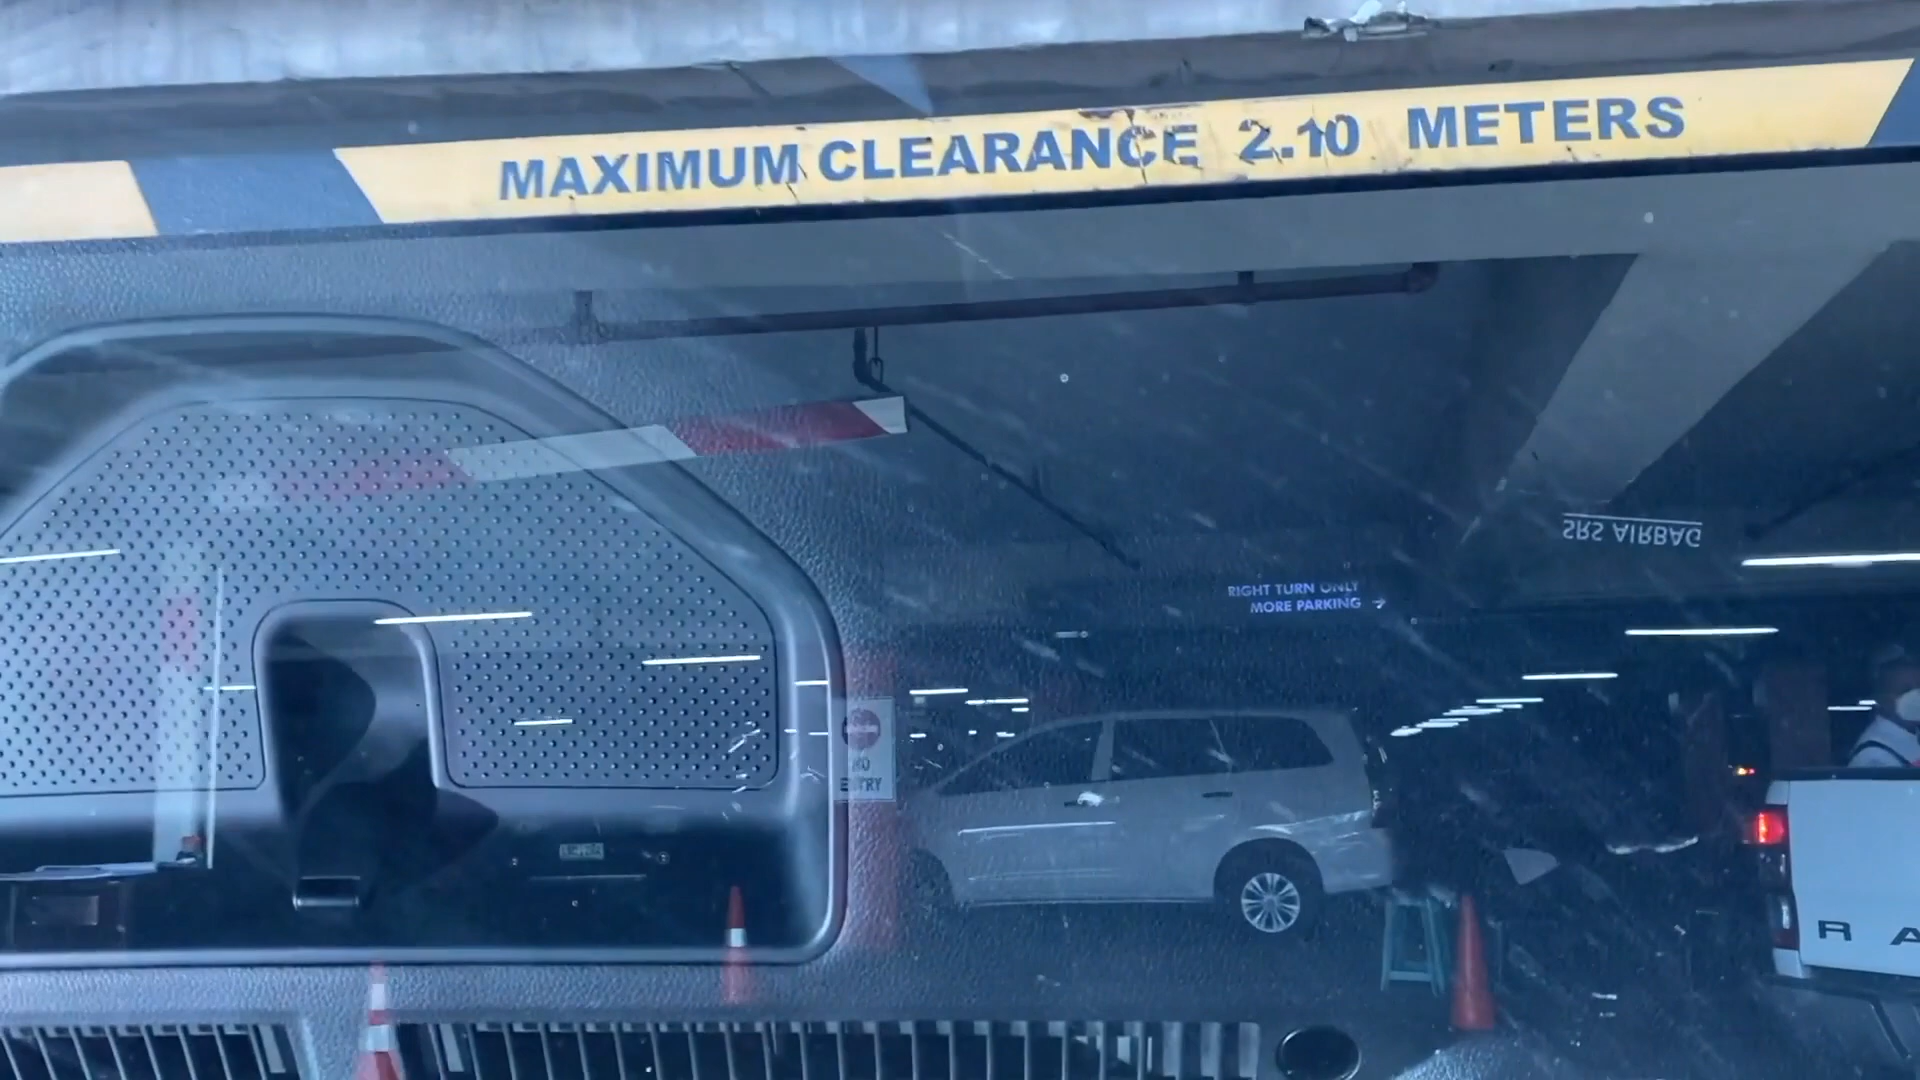 MAXIMUM CLEARANCE 2.10 METERS
SRS AIRBAG
RIGHT TURN ONLY
MORE PARKING →
NO
ENTRY
R A